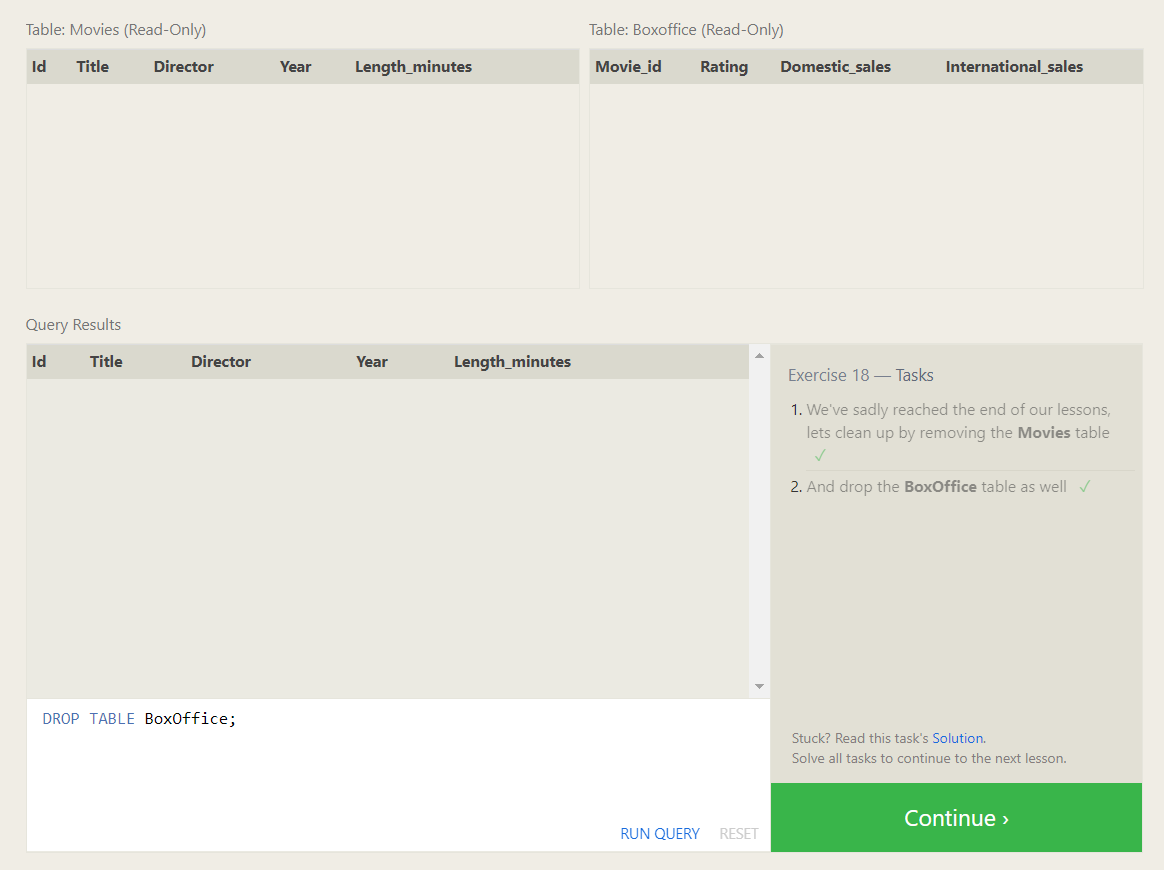 Table: Movies (Read-Only)
Id Title Director Year Length_minutes
Table: Boxoffice (Read-Only)
Movie_id Rating Domestic_sales International_sales
Query Results
Id Title Director Year Length_minutes
DROP TABLE BoxOffice;
RUN QUERY RESET
Exercise 18 — Tasks
1. We've sadly reached the end of our lessons,
lets clean up by removing the Movies table
✓
2. And drop the BoxOffice table as well ✓
Stuck? Read this task's Solution.
Solve all tasks to continue to the next lesson.
Continue ›